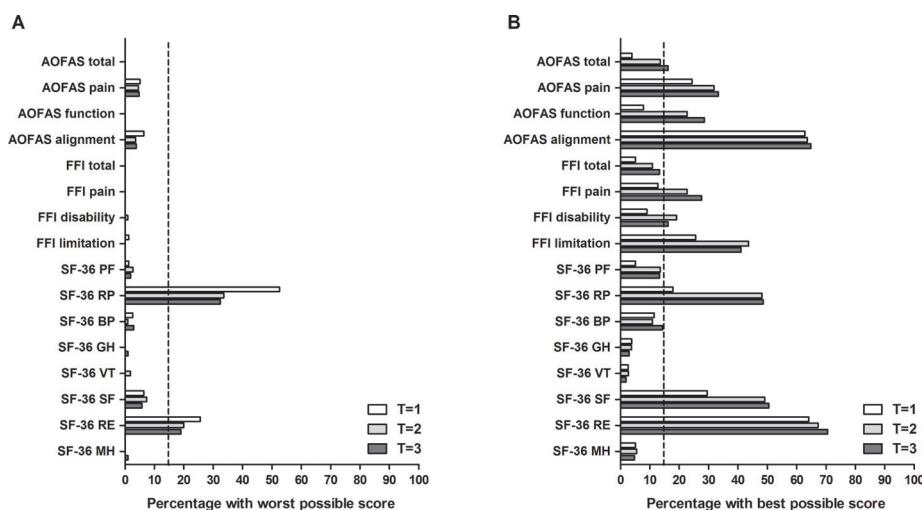 A
AOFAS total
AOFAS pain
AOFAS function
AOFAS alignment
FFI total
FFI pain
FFI disability
FFI limitation
SF-36 PF
SF-36 RP
SF-36 BP
SF-36 GH
SF-36 VT
SF-36 SF
SF-36 RE
SF-36 MH
T=1
T=2
T=3
0 10 20 30 40 50 60 70 80 90 100
Percentage with worst possible score
B
AOFAS total
AOFAS pain
AOFAS function
AOFAS alignment
FFI total
FFI pain
FFI disability
FFI limitation
SF-36 PF
SF-36 RP
SF-36 BP
SF-36 GH
SF-36 VT
SF-36 SF
SF-36 RE
SF-36 MH
T=1
T=2
T=3
0 10 20 30 40 50 60 70 80 90 100
Percentage with best possible score